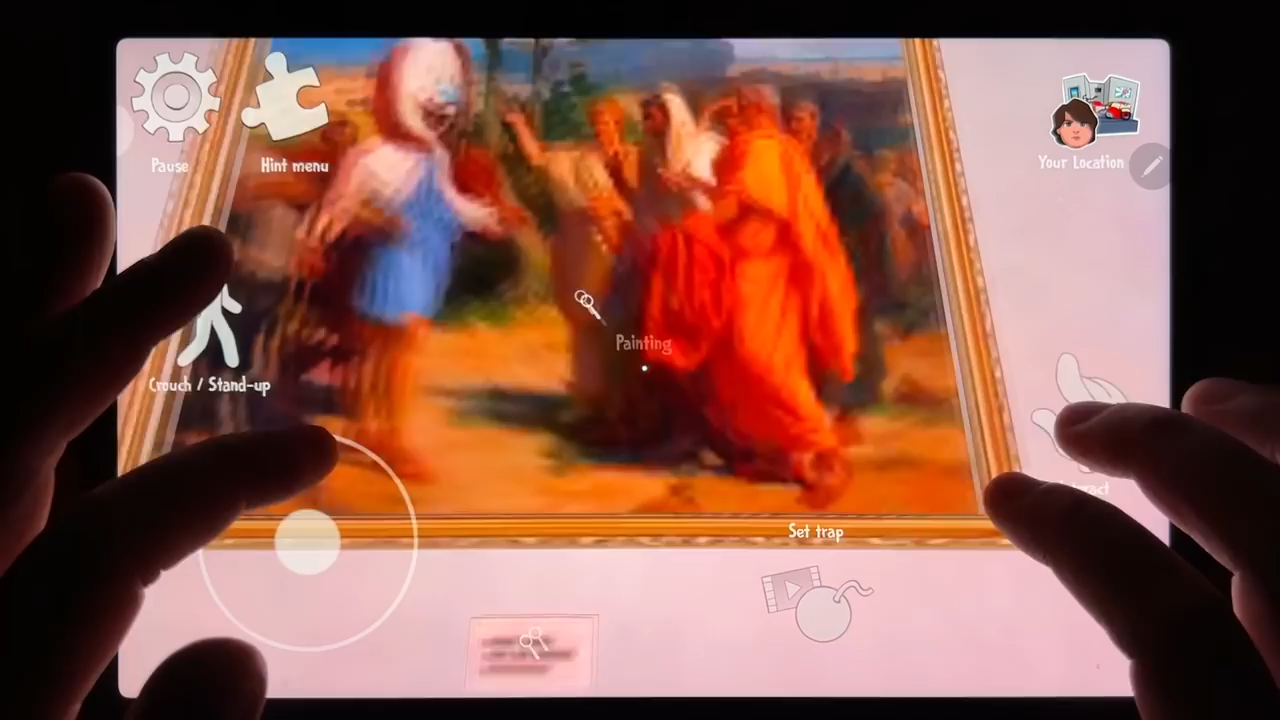 Pause
Hint menu
Your Location
Painting
Crouch / Stand-up
Set trap